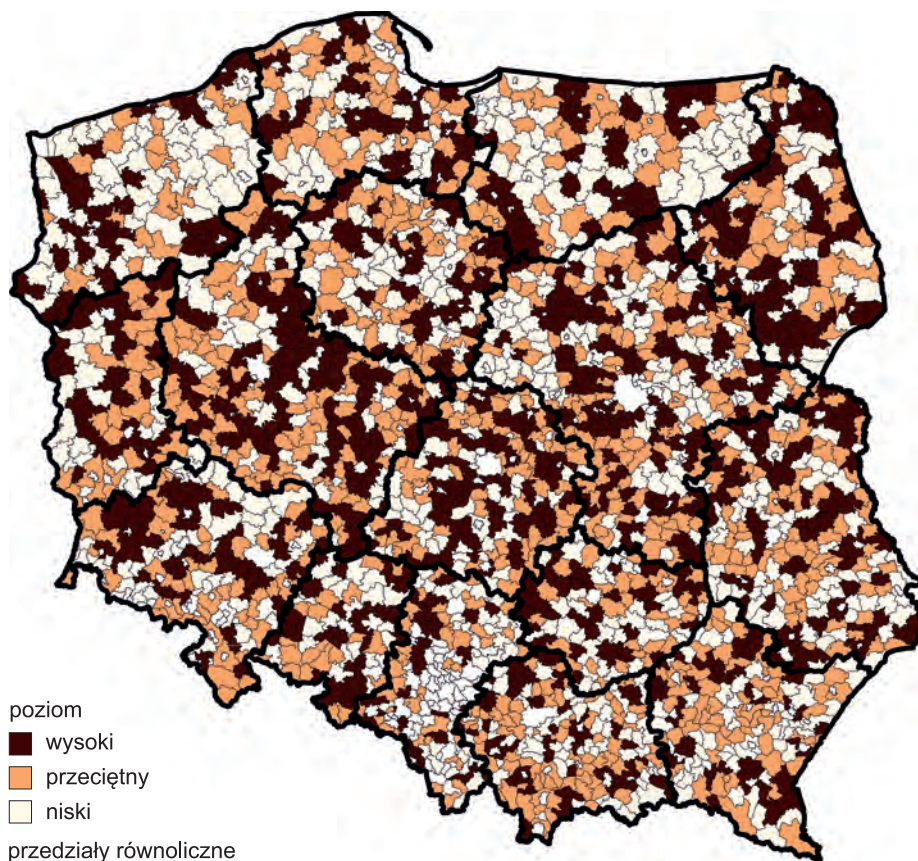 poziom
wysoki
przeciętny
niski
przedziały równoliczne